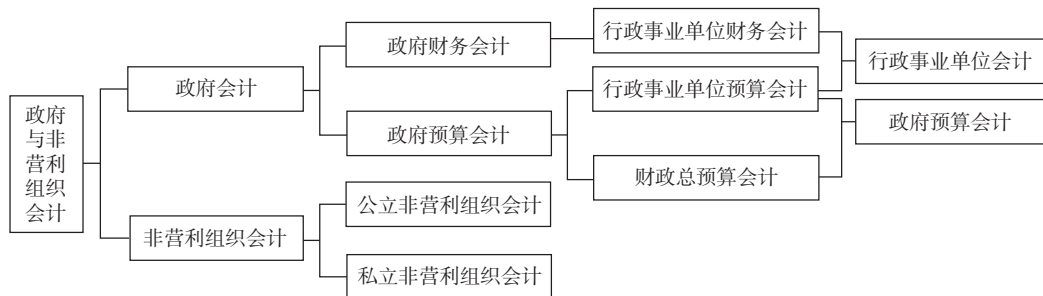 政府
与非
营利
组织
会计
政府会计
非营利组织会计
政府财务会计
政府预算会计
公立非营利组织会计
私立非营利组织会计
行政事业单位财务会计
行政事业单位预算会计
财政总预算会计
行政事业单位会计
政府预算会计